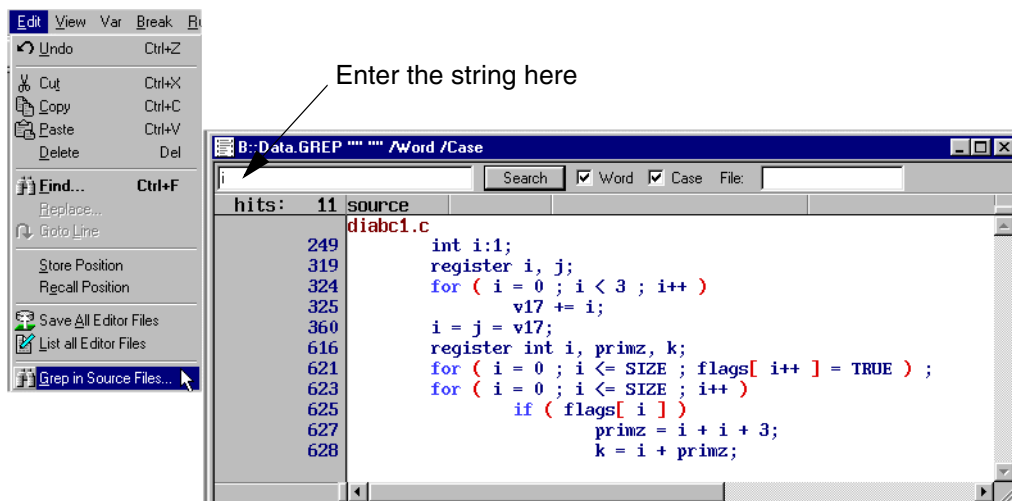 Edit View Var Break
Undo Ctrl+Z
Cut Ctrl+X
Copy Ctrl+C
Paste Ctrl+V
Delete Del
Find... Ctrl+F
Replace...
Goto Line
Store Position
Recall Position
Save All Editor Files
List all Editor Files
Grep in Source Files...
Enter the string here
B::Data.GREP "" "" /Word /Case
i Search Word Case File:
hits: 11 source
diabc1.c
249 int i:1;
319 register i, j;
324 for ( i = 0 ; i < 3 ; i++ )
325 v17 += i;
360 i = j = v17;
616 register int i, primz, k;
621 for ( i = 0 ; i <= SIZE ; flags[ i++ ] = TRUE ) ;
623 for ( i = 0 ; i <= SIZE ; i++ )
625 if ( flags[ i ] )
627 primz = i + i + 3;
628 k = i + primz;